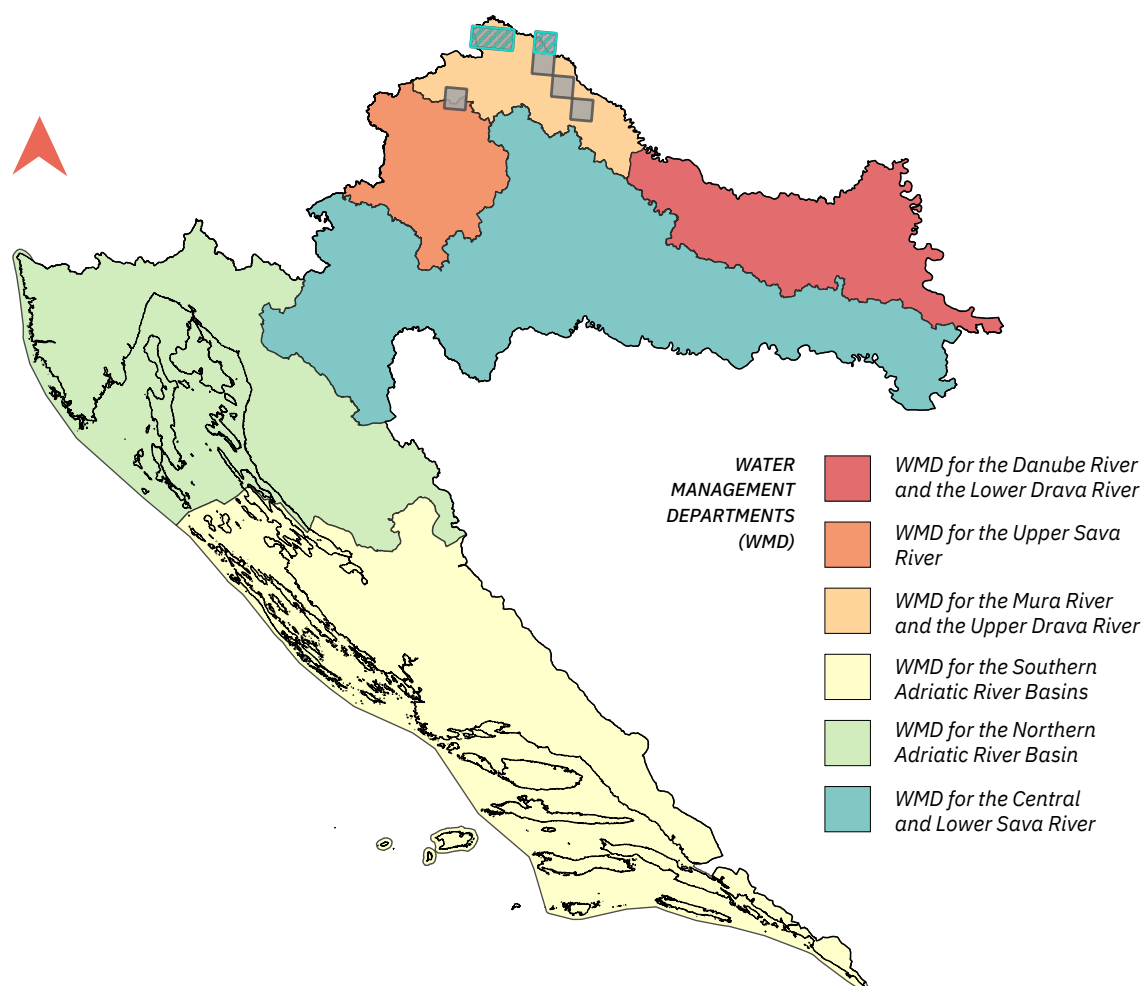 WATER
MANAGEMENT
DEPARTMENTS
(WMD)
WMD for the Danube River
and the Lower Drava River
WMD for the Upper Sava
River
WMD for the Mura River
and the Upper Drava River
WMD for the Southern
Adriatic River Basins
WMD for the Northern
Adriatic River Basin
WMD for the Central
and Lower Sava River